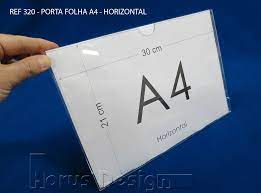 REF 320 - PORTA FOLHA A4 - HORIZONTAL
30 cm
21 cm
A4
Horizontal
Horus Design